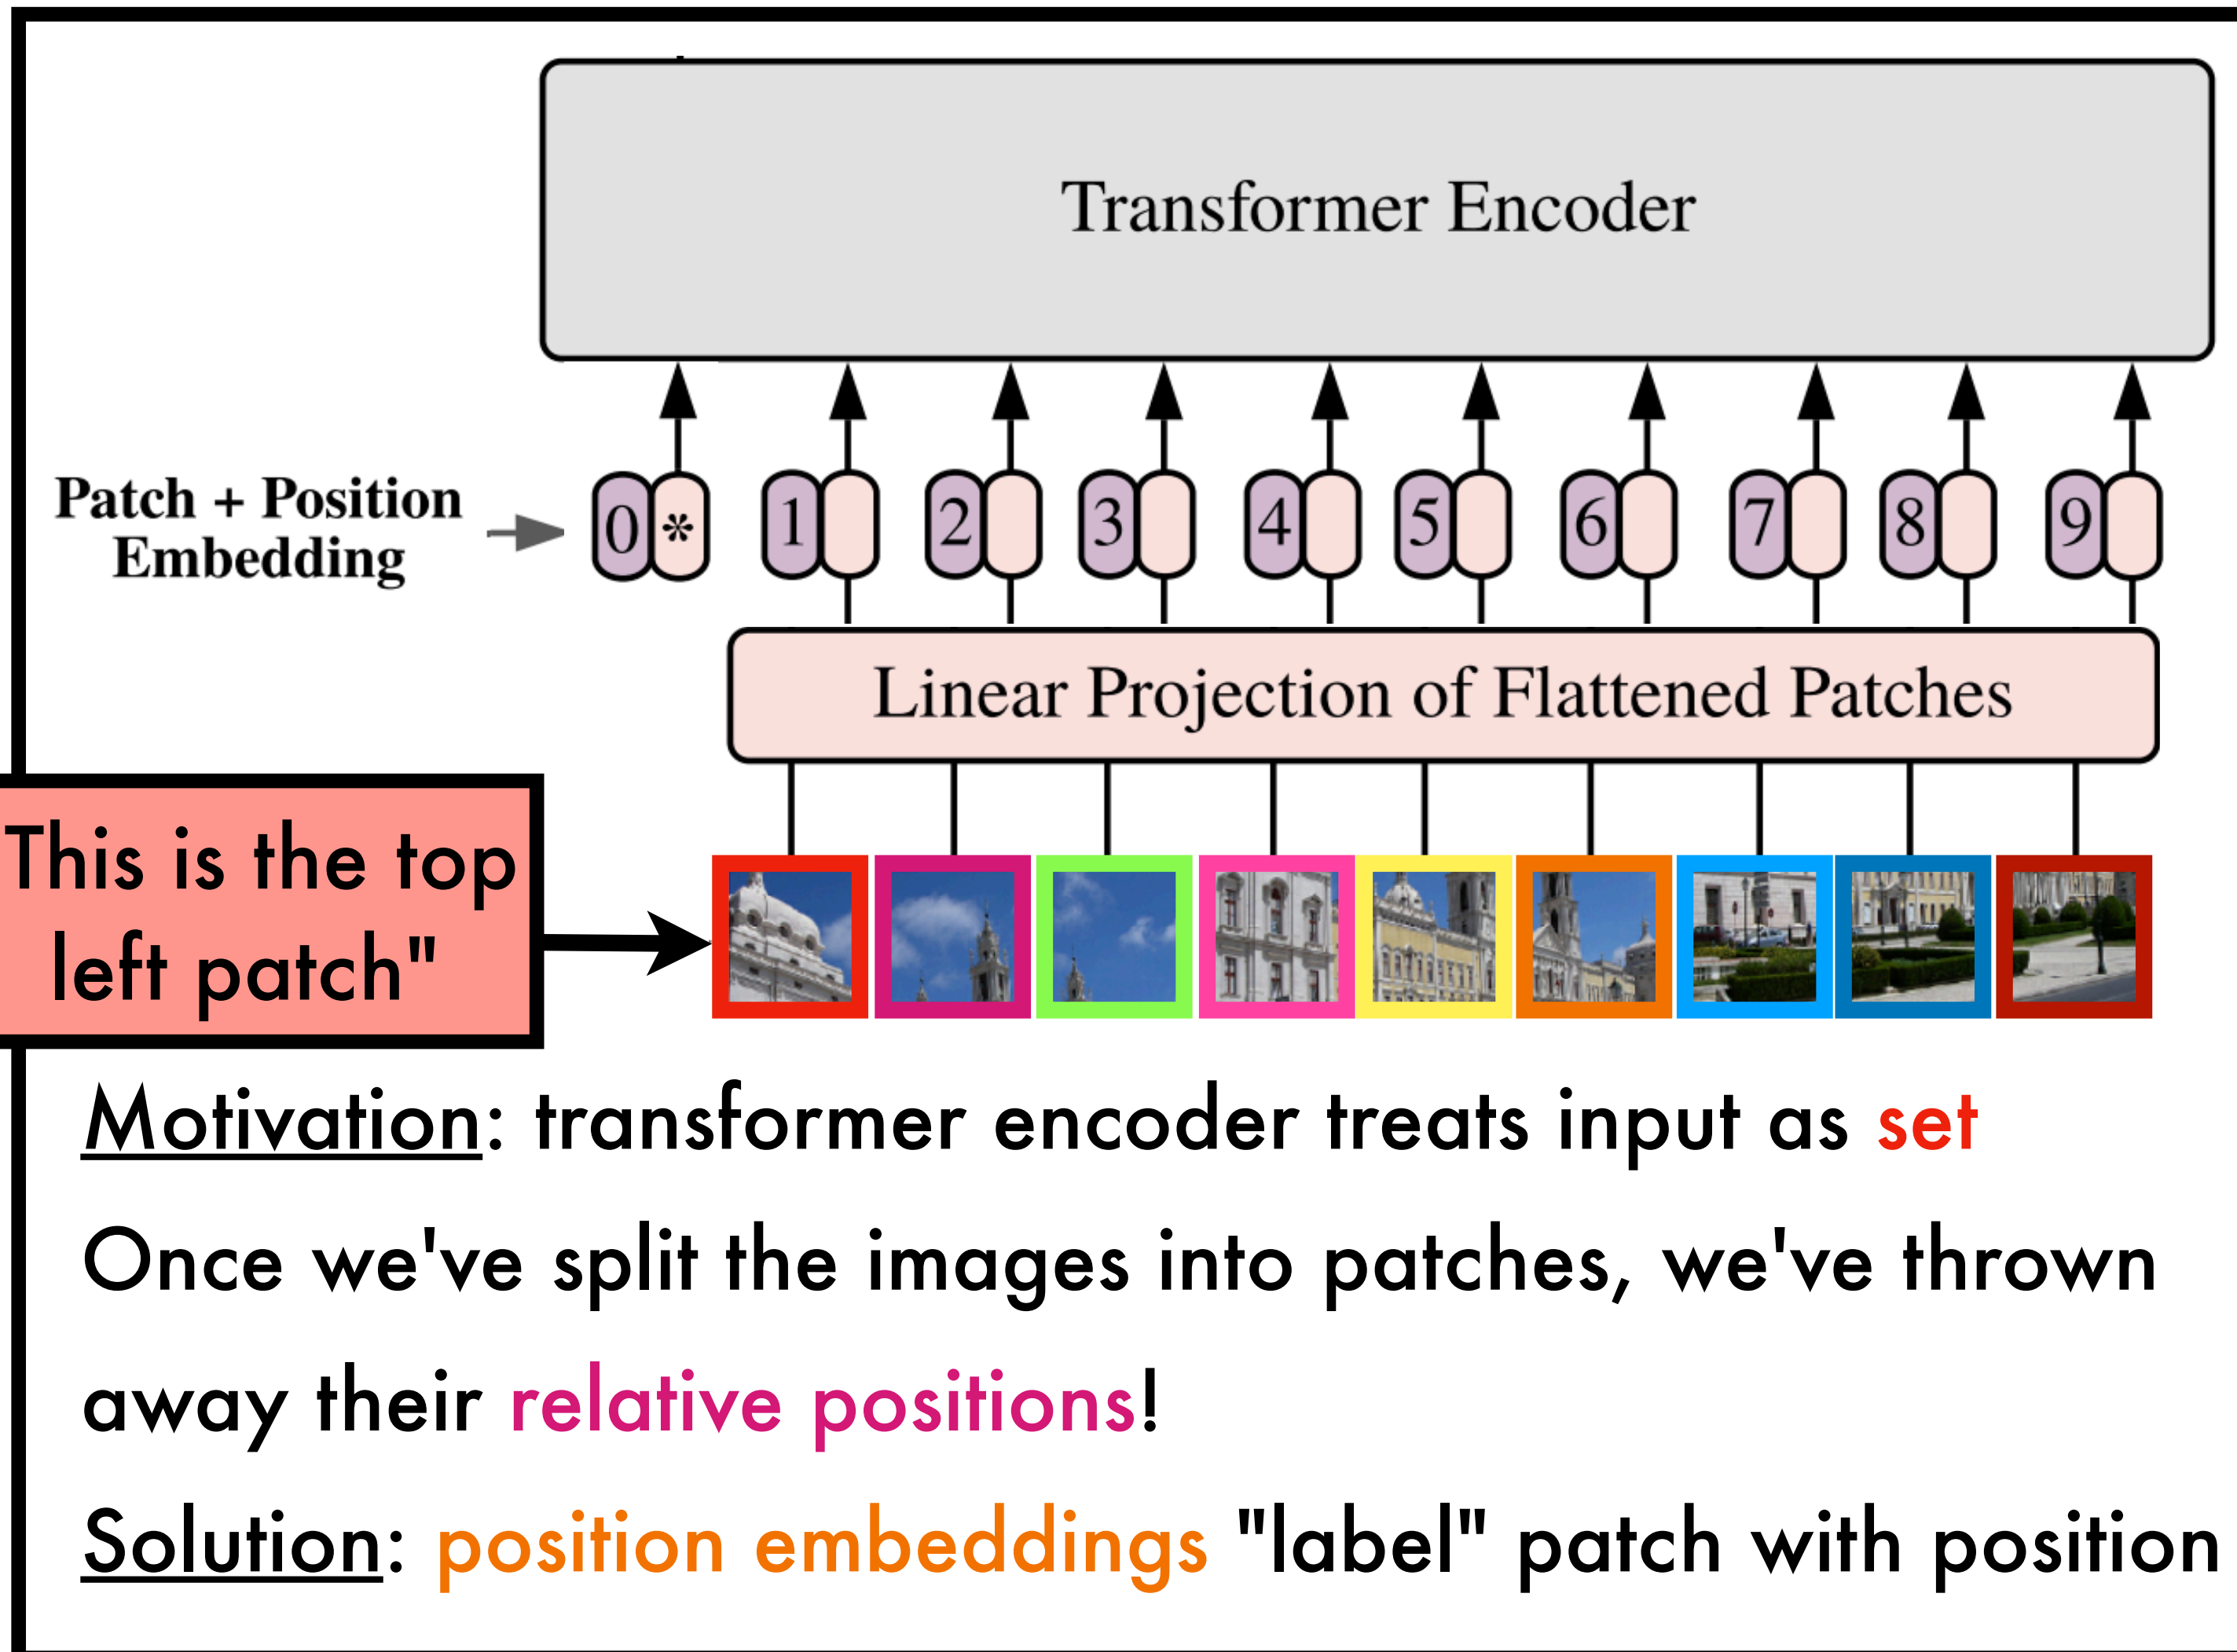 Transformer Encoder
Patch + Position
Embedding
0 * 1 2 3 4 5 6 7 8 9
Linear Projection of Flattened Patches
This is the top
left patch"
Motivation: transformer encoder treats input as set
Once we've split the images into patches, we've thrown
away their relative positions!
Solution: position embeddings "label" patch with position